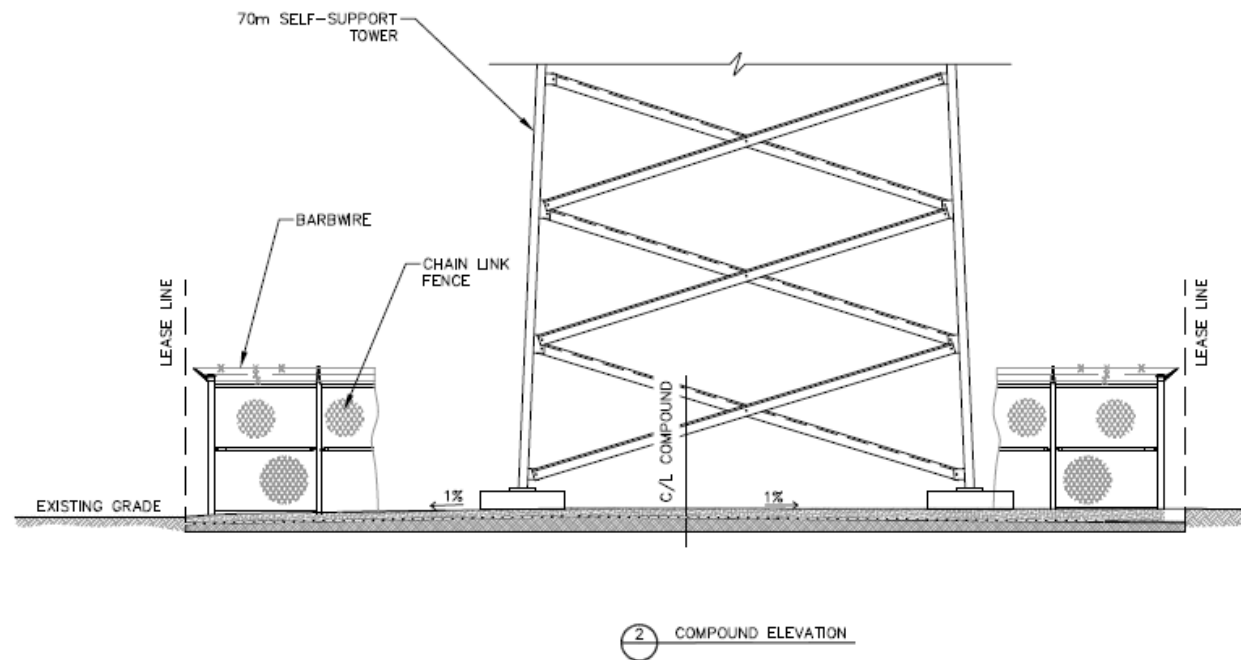 70m SELF-SUPPORT
TOWER
BARBWIRE
CHAIN LINK
FENCE
LEASE LINE
LEASE LINE
C/L COMPOUND
EXISTING GRADE
1%
1%
2 COMPOUND ELEVATION